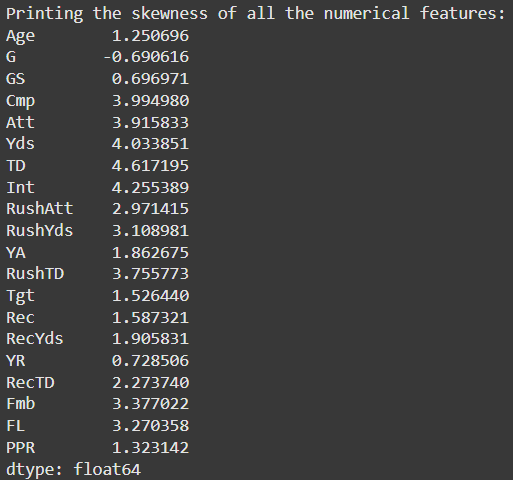 Printing the skewness of all the numerical features:
Age 1.250696
G -0.690616
GS 0.696971
Cmp 3.994980
Att 3.915833
Yds 4.033851
TD 4.617195
Int 4.255389
RushAtt 2.971415
RushYds 3.108981
YA 1.862675
RushTD 3.755773
Tgt 1.526440
Rec 1.587321
RecYds 1.905831
YR 0.728506
RecTD 2.273740
Fmb 3.377022
FL 3.270358
PPR 1.323142
dtype: float64